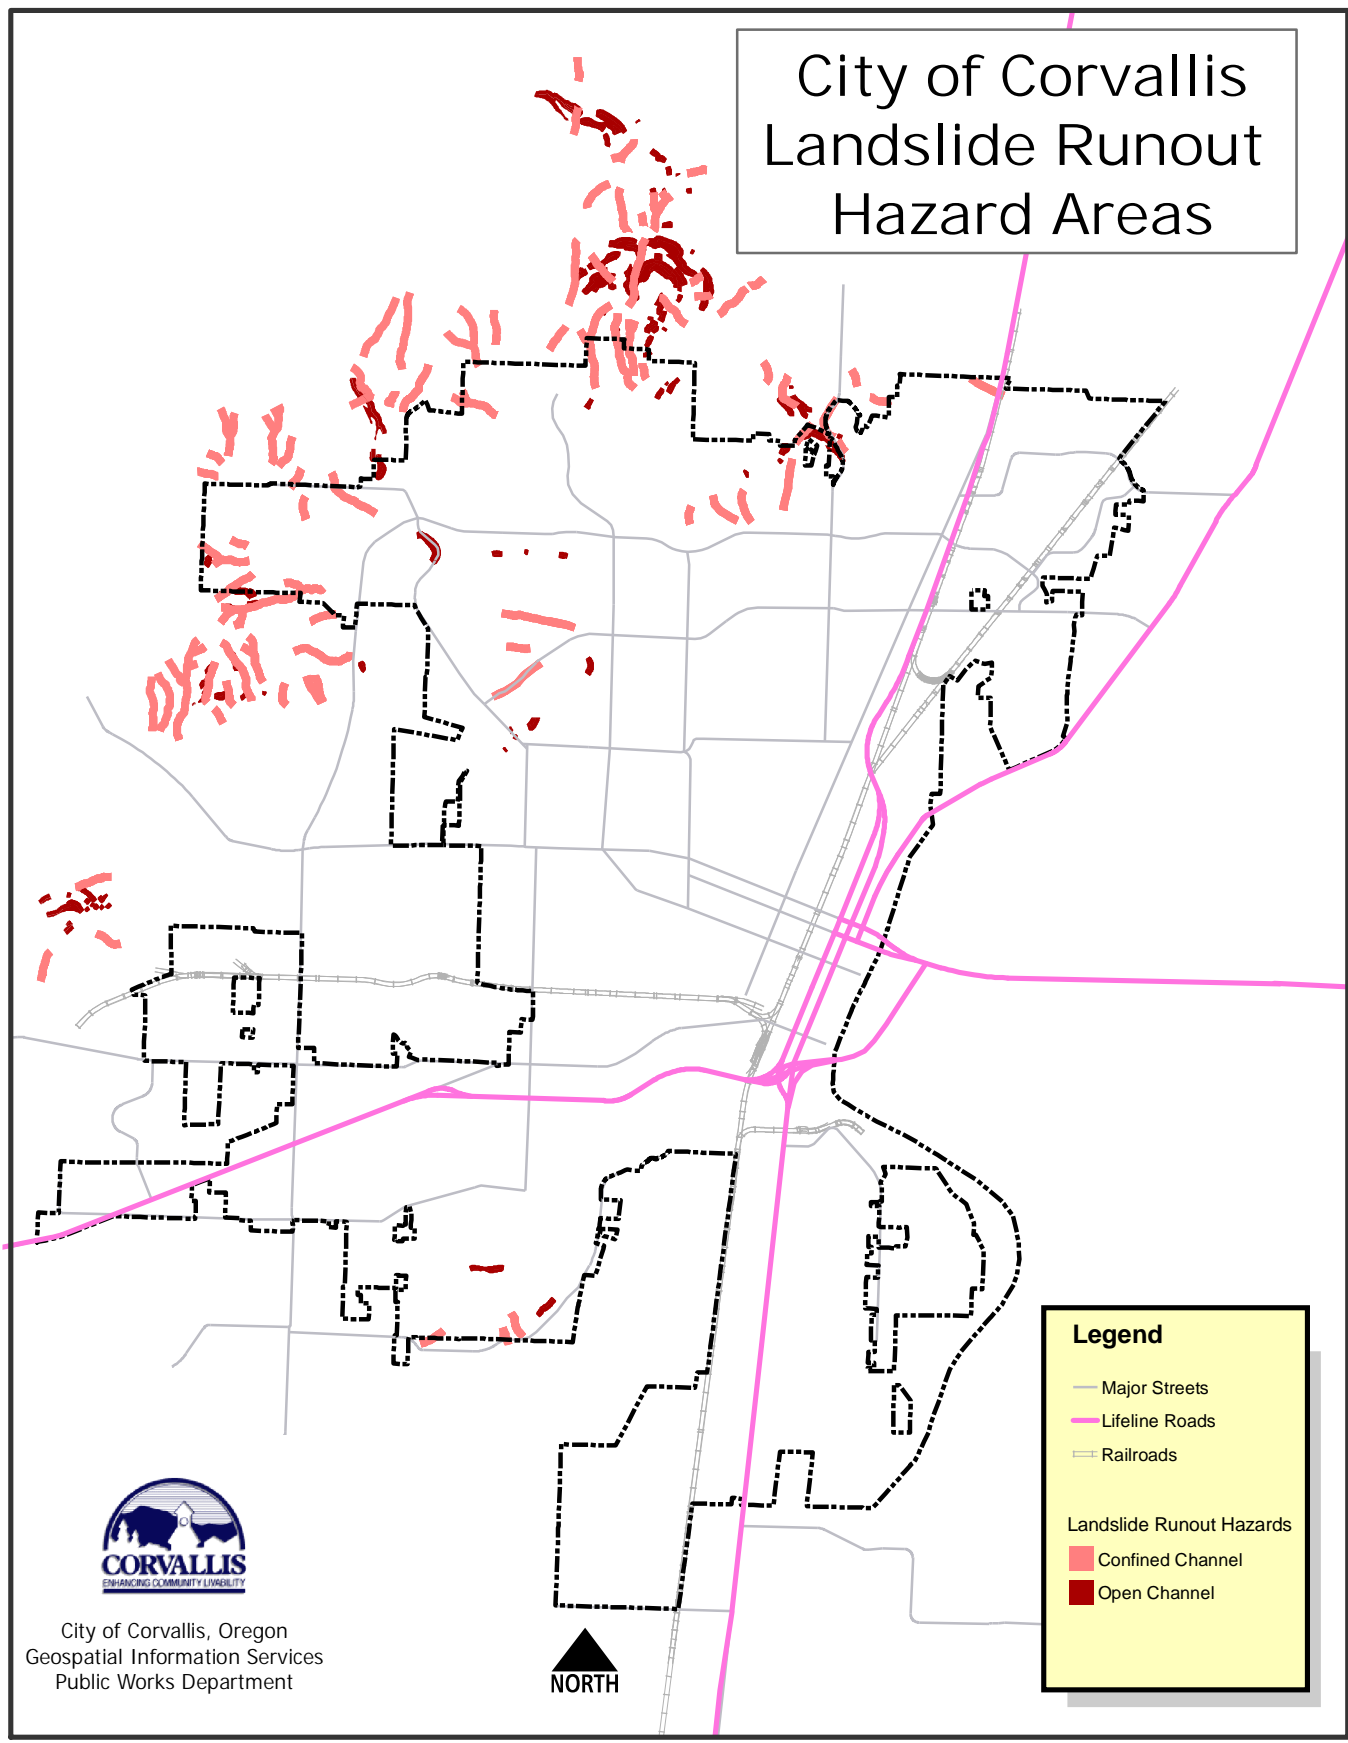 City of Corvallis
Landslide Runout
Hazard Areas
Legend
Major Streets
Lifeline Roads
Railroads
Landslide Runout Hazards
Confined Channel
Open Channel
CORVALLIS
ENHANCING COMMUNITY LIVABILITY
City of Corvallis, Oregon
Geospatial Information Services
Public Works Department
NORTH